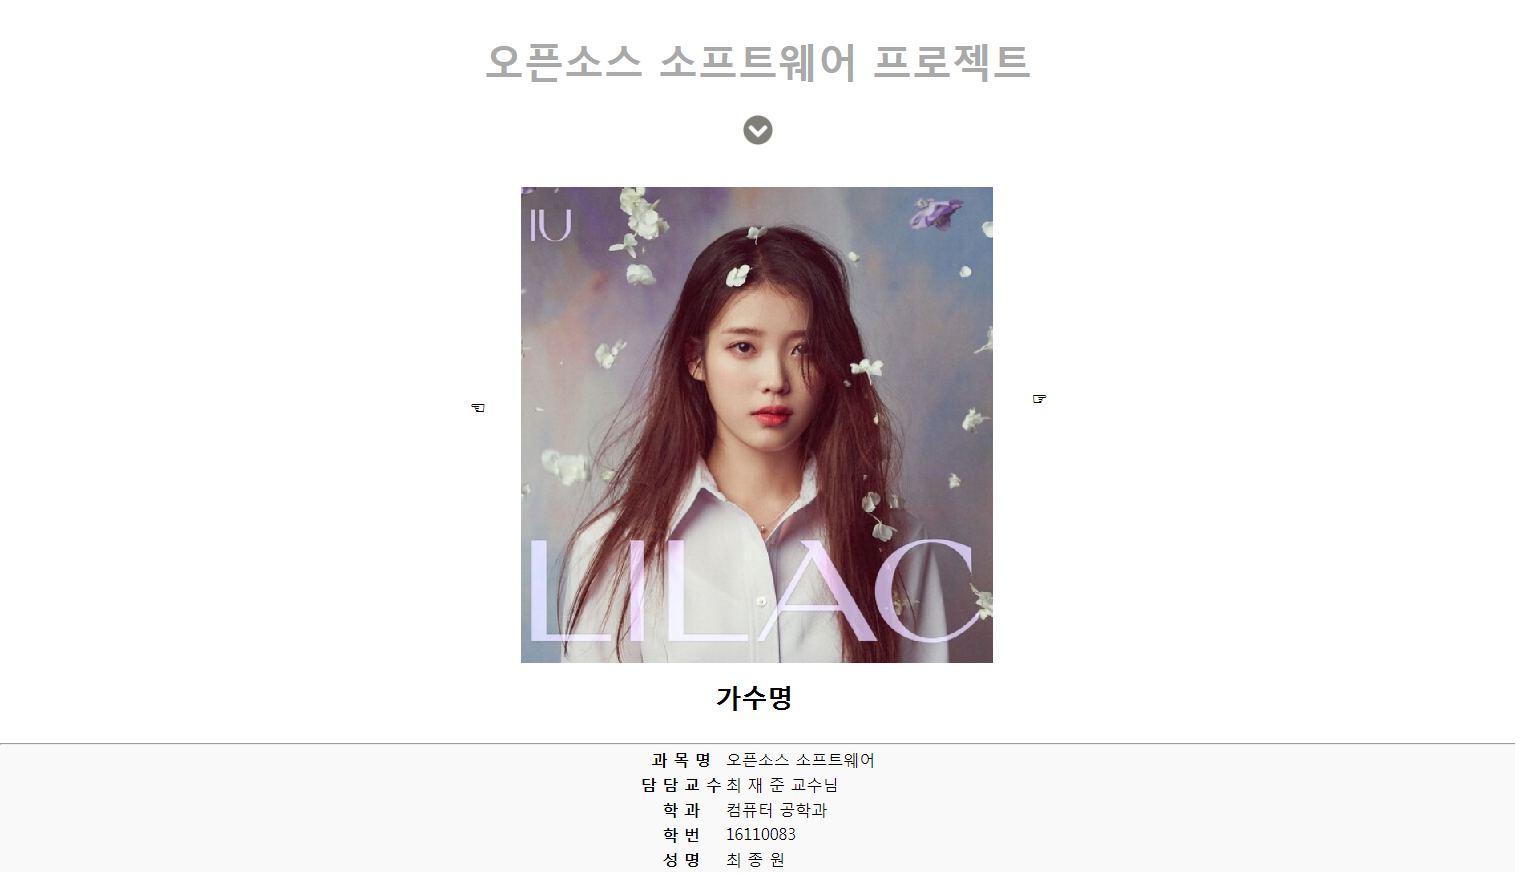 오픈소스 소프트웨어 프로젝트
IU
☜
☞
LILAC
가수명
과 목 명 오픈소스 소프트웨어
담 담 교 수 최 재 준 교수님
학 과 컴퓨터 공학과
학 번 16110083
성 명 최 종 원